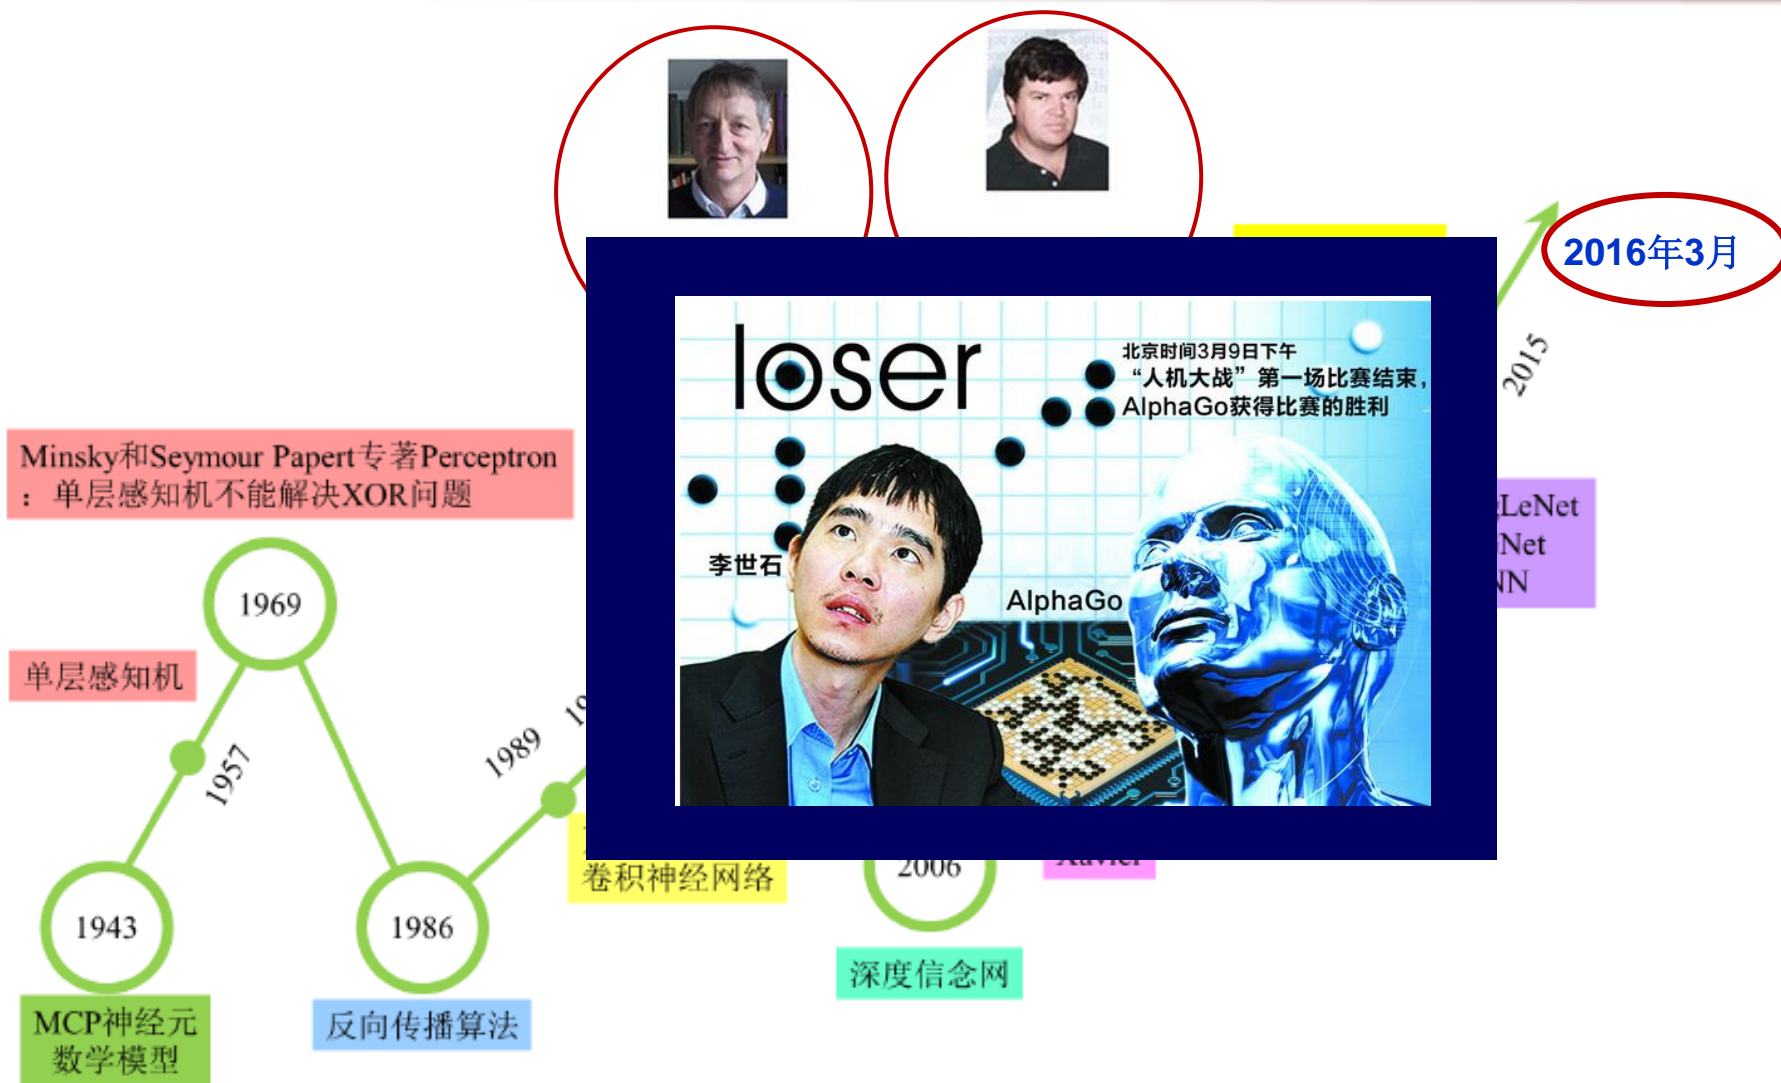 2016年3月
2015
loser
北京时间3月9日下午
“人机大战”第一场比赛结束，
AlphaGo获得比赛的胜利
李世石
AlphaGo
Minsky和Seymour Papert专著Perceptron
：单层感知机不能解决XOR问题
LeNet
Net
NN
1969
单层感知机
1957
1989
卷积神经网络
2006
Xavier
1943
1986
深度信念网
MCP神经元
数学模型
反向传播算法